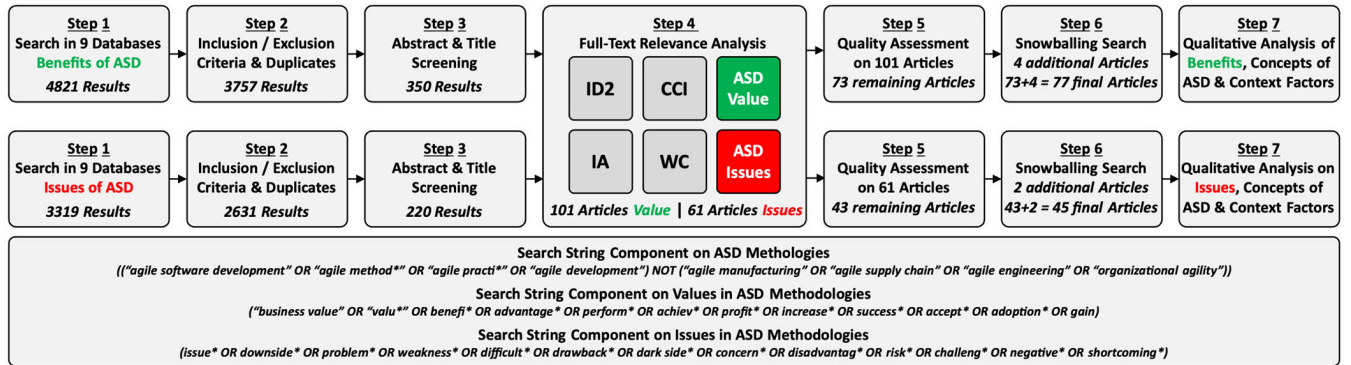 Step 1
Search in 9 Databases
Benefits of ASD
4821 Results
Step 2
Inclusion / Exclusion
Criteria & Duplicates
3757 Results
Step 3
Abstract & Title
Screening
350 Results
Step 4
Full-Text Relevance Analysis
ID2
CCI
ASD
Value
IA
WC
ASD
Issues
101 Articles Value | 61 Articles Issues
Step 5
Quality Assessment
on 101 Articles
73 remaining Articles
Step 6
Snowballing Search
4 additional Articles
73+4 = 77 final Articles
Step 7
Qualitative Analysis of
Benefits, Concepts of
ASD & Context Factors
Step 1
Search in 9 Databases
Issues of ASD
3319 Results
Step 2
Inclusion / Exclusion
Criteria & Duplicates
2631 Results
Step 3
Abstract & Title
Screening
220 Results
Step 5
Quality Assessment
on 61 Articles
43 remaining Articles
Step 6
Snowballing Search
2 additional Articles
43+2 = 45 final Articles
Step 7
Qualitative Analysis on
Issues, Concepts of
ASD & Context Factors
Search String Component on ASD Methologies
((“agile software development” OR “agile method*” OR “agile practi*” OR “agile development”) NOT (“agile manufacturing” OR “agile supply chain” OR “agile engineering” OR “organizational agility”))
Search String Component on Values in ASD Methodologies
(“business value” OR “valu*” OR benefi* OR advantage* OR perform* OR achiev* OR profit* OR increase* OR success* OR accept* OR adoption* OR gain)
Search String Component on Issues in ASD Methodologies
(issue* OR downside* OR problem* OR weakness* OR difficult* OR drawback* OR dark side* OR concern* OR disadvantag* OR risk* OR challeng* OR negative* OR shortcoming*)